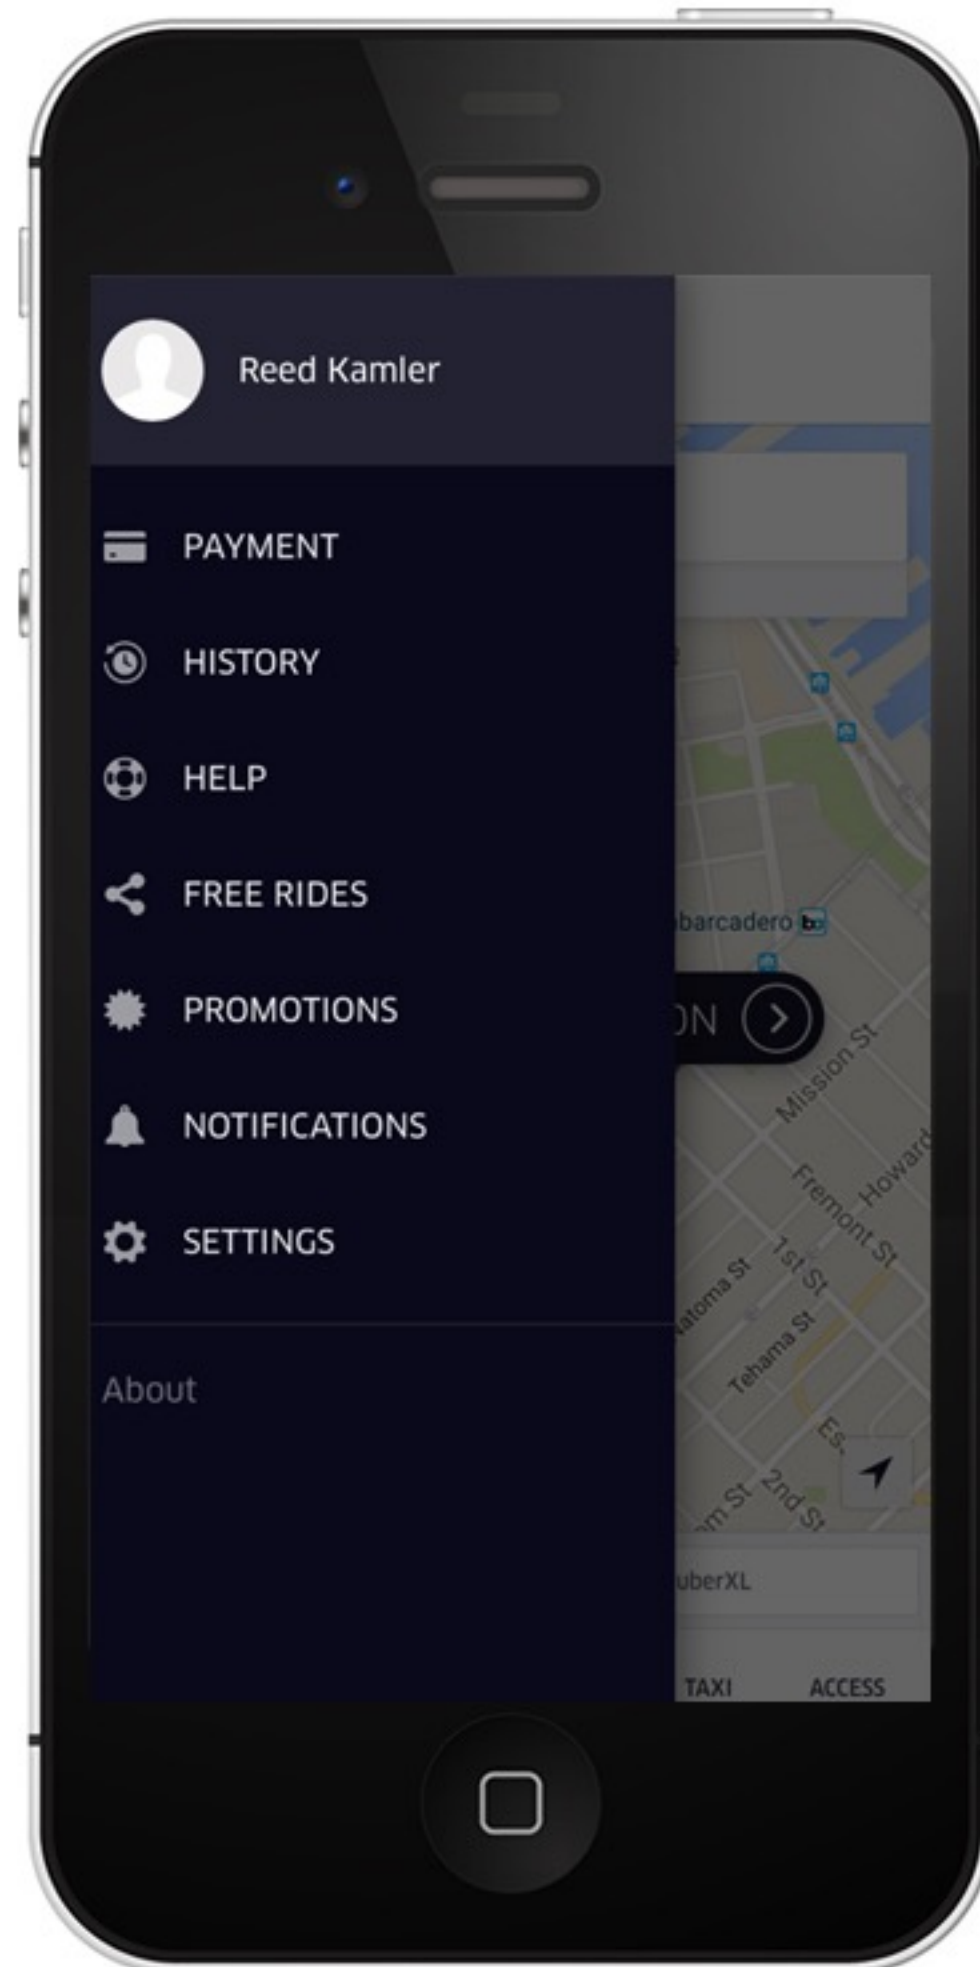 Reed Kamler
PAYMENT
HISTORY
HELP
FREE RIDES
PROMOTIONS
NOTIFICATIONS
SETTINGS
About
barcadero
ON
Mission St
Howard
Fremont St
1st St
Natoma St
Tehama St
2nd St
uberXL
TAXI
ACCESS